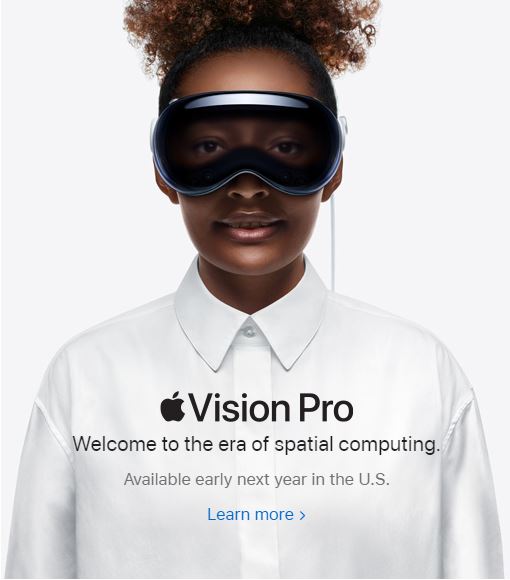 Vision Pro
Welcome to the era of spatial computing.
Available early next year in the U.S.
Learn more >